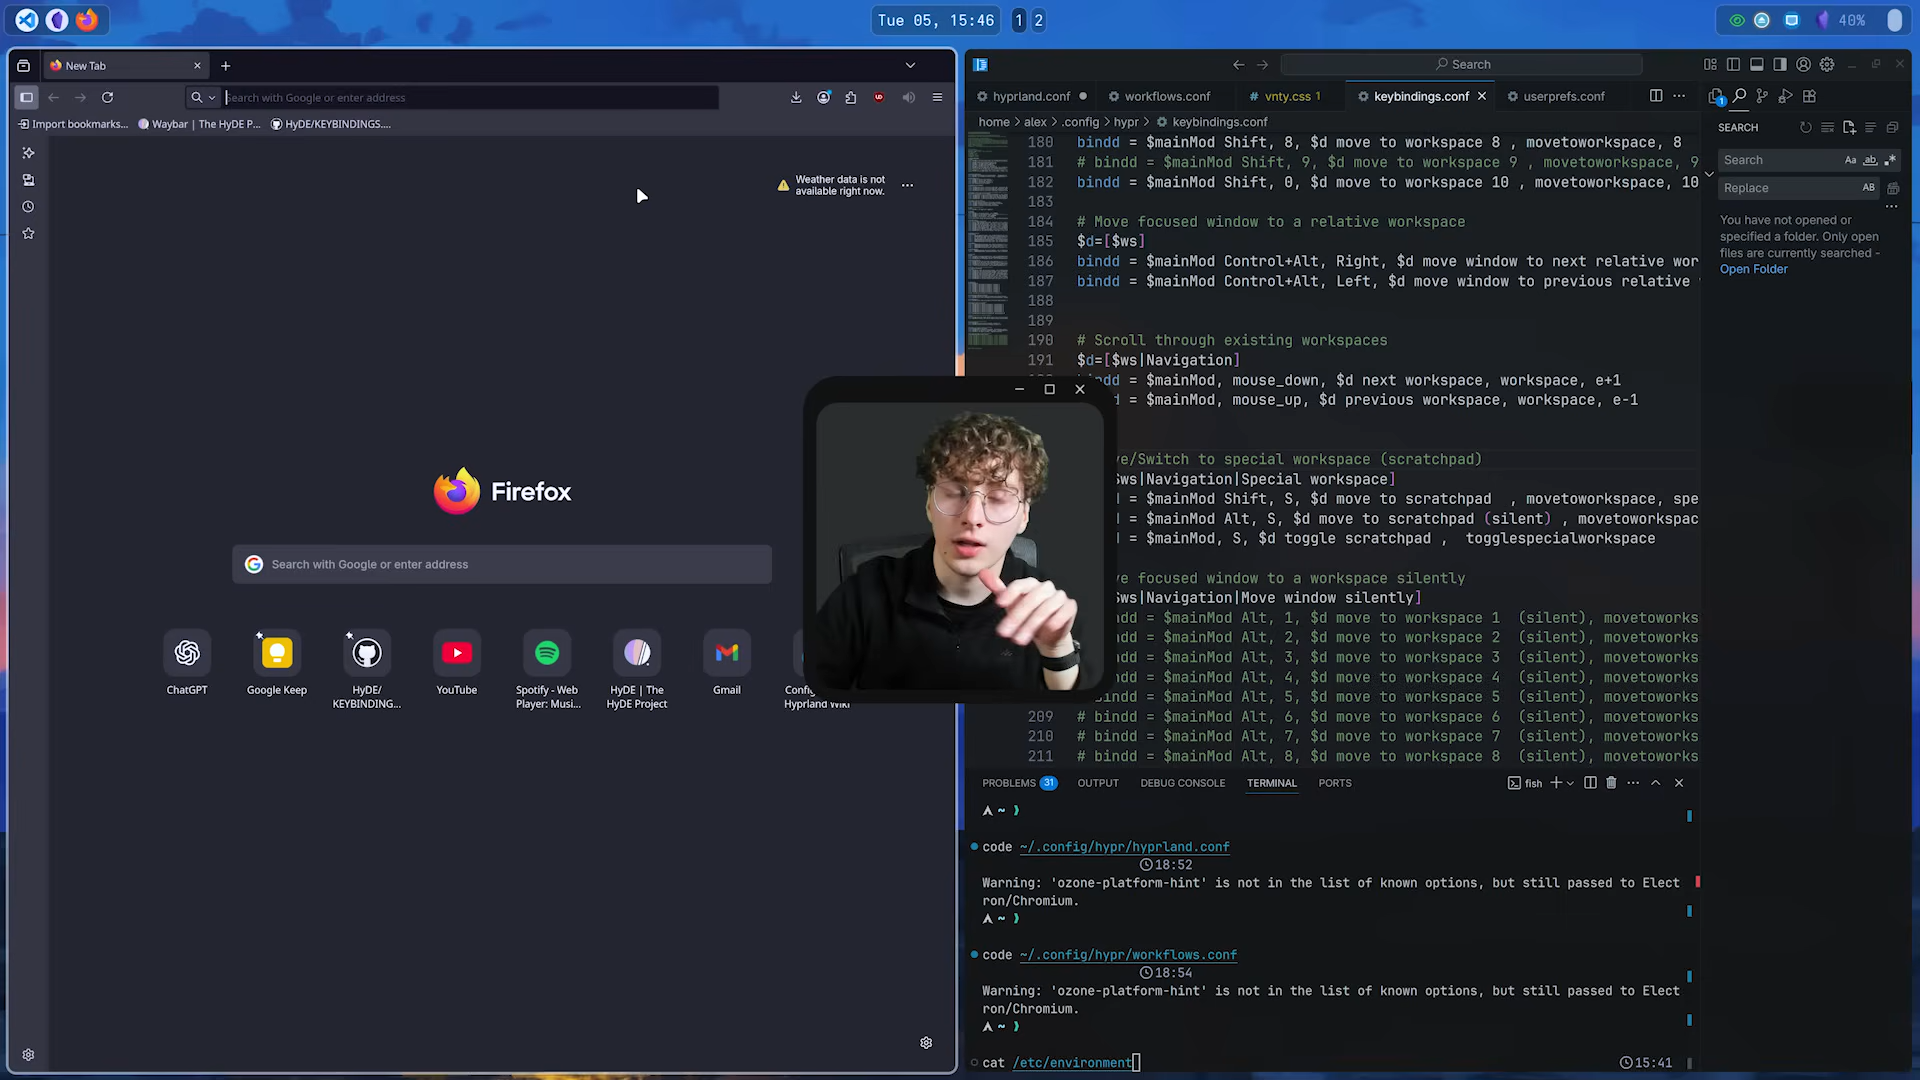 Tue 05, 15:46
1 2
40%
New Tab
Search with Google or enter address
Import bookmarks...
Waybar | The HyDE P...
HyDE/KEYBINDINGS....
Weather data is not
available right now.
Firefox
Search with Google or enter address
ChatGPT
Google Keep
HyDE/
KEYBINDING...
YouTube
Spotify - Web
Player: Musi...
HyDE | The
HyDE Project
Gmail
Config
Hyprland Wiki
Search
hyprland.conf
workflows.conf
# vnty.css 1
keybindings.conf
userprefs.conf
home > alex > .config > hypr > keybindings.conf
180 bindd = $mainMod Shift, 8, $d move to workspace 8 , movetoworkspace, 8
181 # bindd = $mainMod Shift, 9, $d move to workspace 9 , movetoworkspace, 9
182 bindd = $mainMod Shift, 0, $d move to workspace 10 , movetoworkspace, 10
183
184 # Move focused window to a relative workspace
185 $d=[$ws]
186 bindd = $mainMod Control+Alt, Right, $d move window to next relative wor
187 bindd = $mainMod Control+Alt, Left, $d move window to previous relative
188
189
190 # Scroll through existing workspaces
191 $d=[$ws|Navigation]
bindd = $mainMod, mouse_down, $d next workspace, workspace, e+1
d = $mainMod, mouse_up, $d previous workspace, workspace, e-1
ve/Switch to special workspace (scratchpad)
$ws|Navigation|Special workspace]
d = $mainMod Shift, S, $d move to scratchpad , movetoworkspace, spe
d = $mainMod Alt, S, $d move to scratchpad (silent) , movetoworkspac
d = $mainMod, S, $d toggle scratchpad , togglespecialworkspace
ve focused window to a workspace silently
$ws|Navigation|Move window silently]
indd = $mainMod Alt, 1, $d move to workspace 1 (silent), movetoworks
indd = $mainMod Alt, 2, $d move to workspace 2 (silent), movetoworks
indd = $mainMod Alt, 3, $d move to workspace 3 (silent), movetoworks
indd = $mainMod Alt, 4, $d move to workspace 4 (silent), movetoworks
indd = $mainMod Alt, 5, $d move to workspace 5 (silent), movetoworks
209 # bindd = $mainMod Alt, 6, $d move to workspace 6 (silent), movetoworks
210 # bindd = $mainMod Alt, 7, $d move to workspace 7 (silent), movetoworks
211 # bindd = $mainMod Alt, 8, $d move to workspace 8 (silent), movetoworks
PROBLEMS 31 OUTPUT DEBUG CONSOLE TERMINAL PORTS
fish
~ ❯
code ~/.config/hypr/hyprland.conf
18:52
Warning: 'ozone-platform-hint' is not in the list of known options, but still passed to Elect
ron/Chromium.
~ ❯
code ~/.config/hypr/workflows.conf
18:54
Warning: 'ozone-platform-hint' is not in the list of known options, but still passed to Elect
ron/Chromium.
~ ❯
cat /etc/environment
15:41
1
SEARCH
Search
Aa ab .*
Replace
AB
You have not opened or
specified a folder. Only open
files are currently searched -
Open Folder